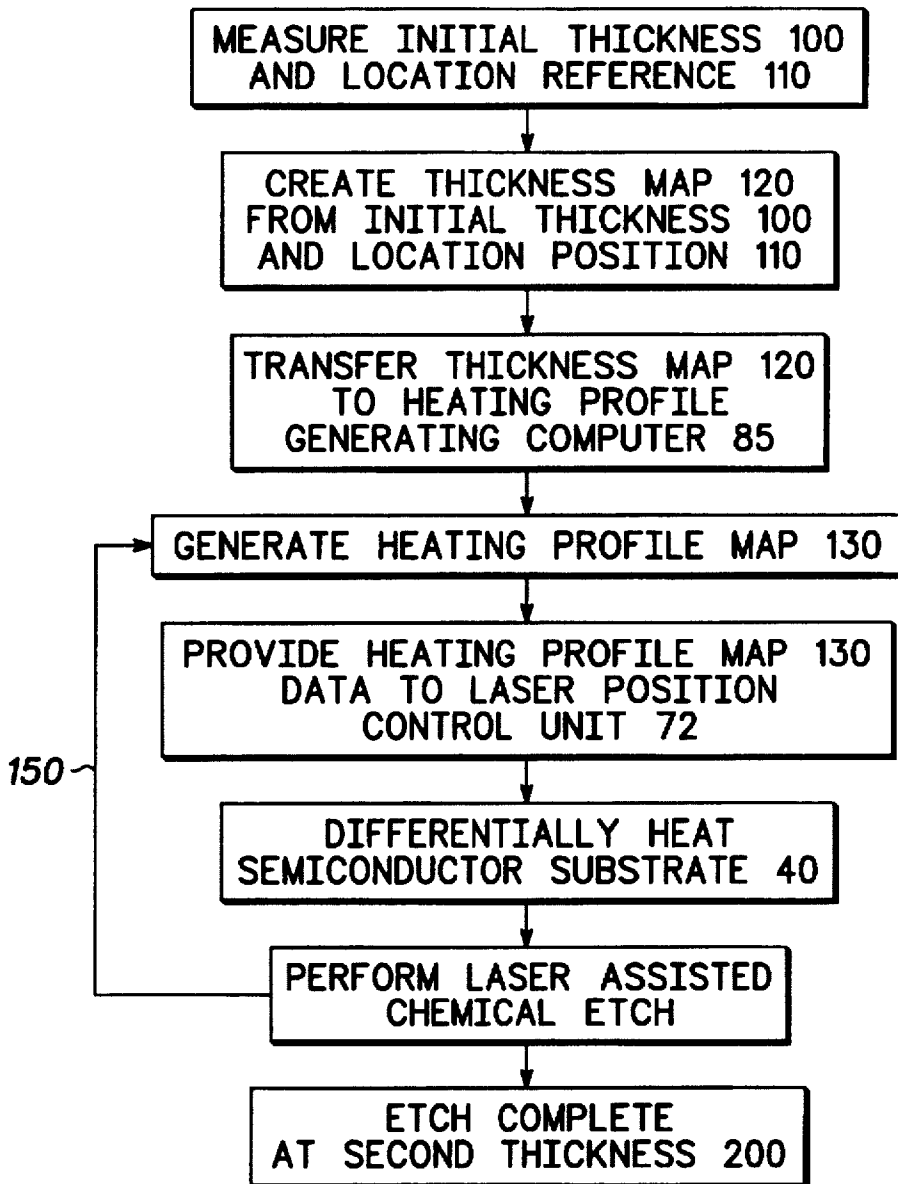 MEASURE INITIAL THICKNESS 100
AND LOCATION REFERENCE 110
CREATE THICKNESS MAP 120
FROM INITIAL THICKNESS 100
AND LOCATION POSITION 110
TRANSFER THICKNESS MAP 120
TO HEATING PROFILE
GENERATING COMPUTER 85
GENERATE HEATING PROFILE MAP 130
PROVIDE HEATING PROFILE MAP 130
DATA TO LASER POSITION
CONTROL UNIT 72
150
DIFFERENTIALLY HEAT
SEMICONDUCTOR SUBSTRATE 40
PERFORM LASER ASSISTED
CHEMICAL ETCH
ETCH COMPLETE
AT SECOND THICKNESS 200